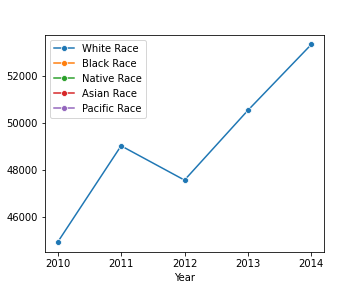 White Race
Black Race
Native Race
Asian Race
Pacific Race
52000
50000
48000
46000
2010 2011 2012 2013 2014
Year